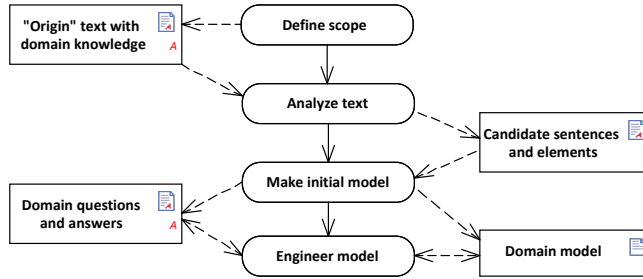 "Origin" text with
domain knowledge
A
Define scope
Analyze text
Candidate sentences
and elements
Make initial model
Domain questions
and answers
A
Engineer model
Domain model